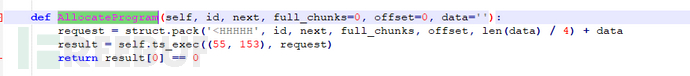 def AllocateProgram(self, id, next, full_chunks=0, offset=0, data=''):
request = struct.pack('<HHHHH', id, next, full_chunks, offset, len(data) / 4) + data
result = self.ts_exec((55, 153), request)
return result[0] == 0